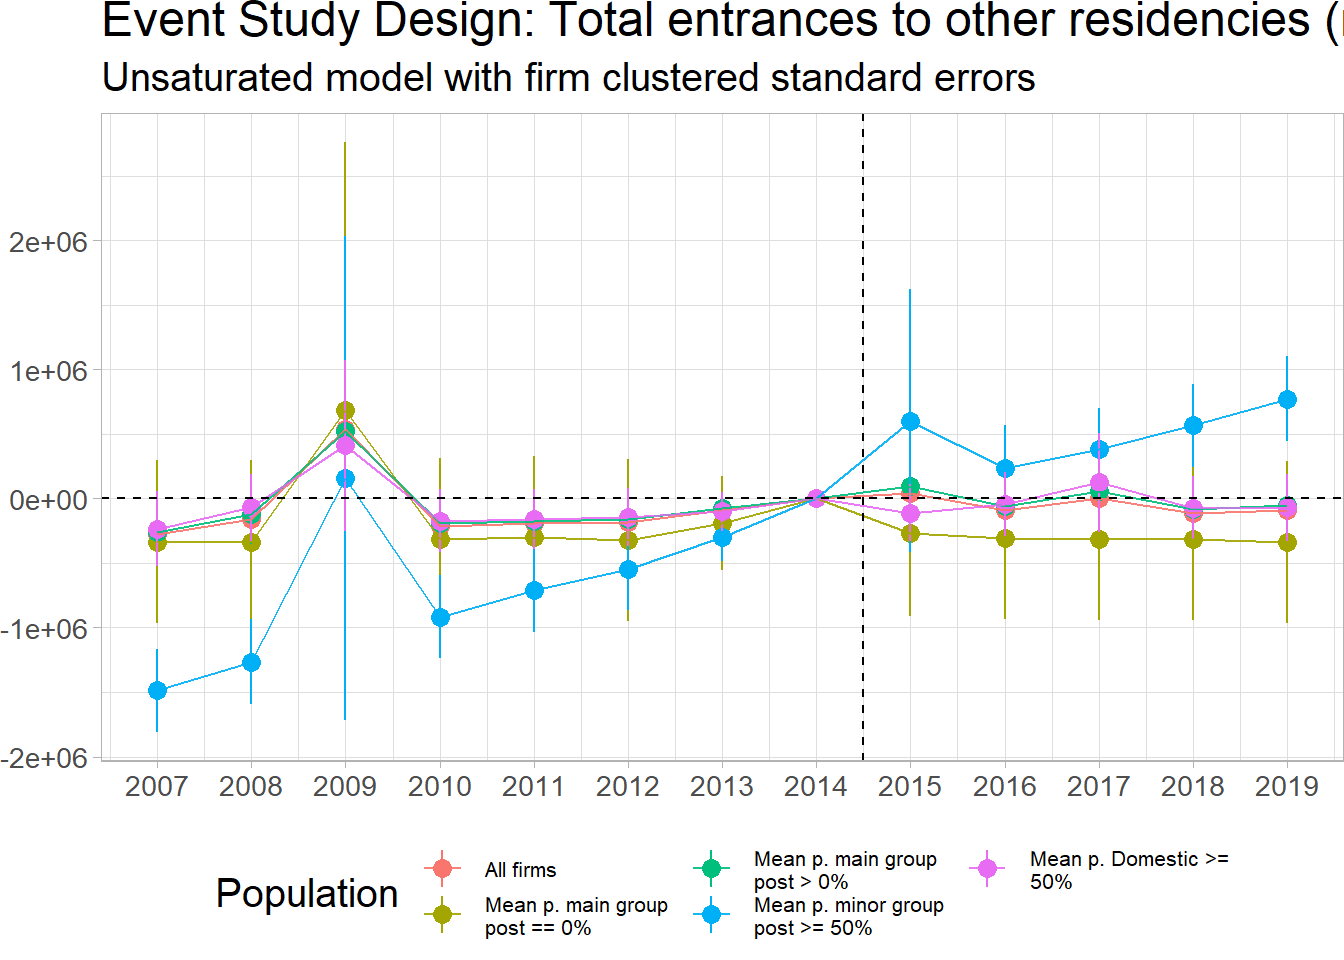 Event Study Design: Total entrances to other residencies (
Unsaturated model with firm clustered standard errors
2e+06
1e+06
0e+00
-1e+06
-2e+06
2007 2008 2009 2010 2011 2012 2013 2014 2015 2016 2017 2018 2019
Population
All firms
Mean p. main group
post == 0%
Mean p. main group
post > 0%
Mean p. minor group
post >= 50%
Mean p. Domestic >=
50%